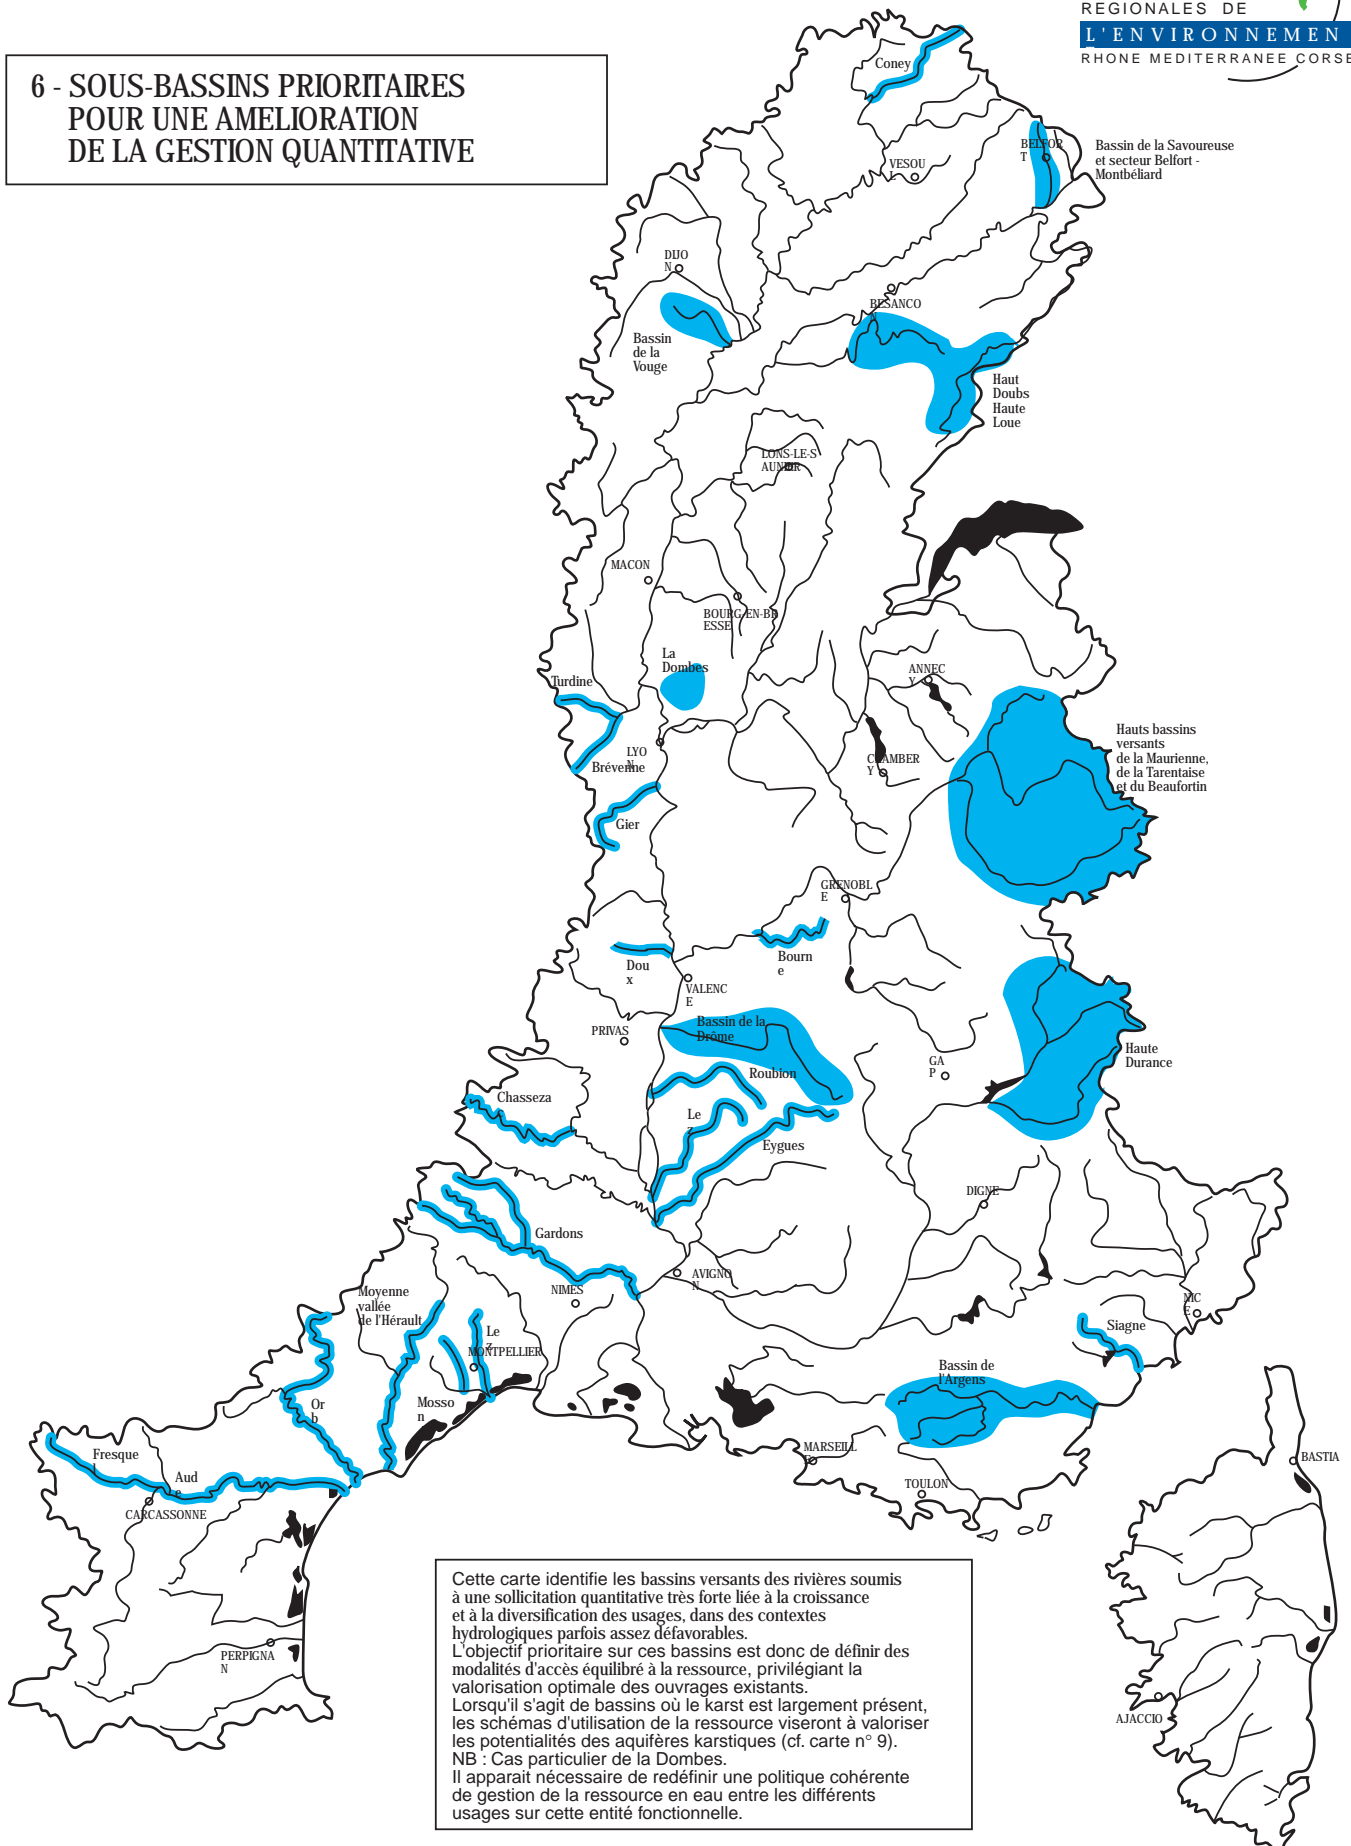 REGIONALES DE
L'ENVIRONNEMEN
RHONE MEDITERRANEE CORSE
6 - SOUS-BASSINS PRIORITAIRES
POUR UNE AMELIORATION
DE LA GESTION QUANTITATIVE
Coney
BELFOR
T
Bassin de la Savoureuse
et secteur Belfort -
Montbéliard
VESOU
L
DIJO
N
BESANCO
N
Bassin
de la
Vouge
Haut
Doubs
Haute
Loue
LONS-LE-S
AUNIER
MACON
BOURG-EN-BR
ESSE
La
Dombes
ANNEC
Y
Turdine
Hauts bassins
versants
de la Maurienne,
de la Tarentaise
et du Beaufortin
LYO
N
Brévenne
CHAMBER
Y
Gier
GRENOBL
E
Dou
x
Bourn
e
VALENC
E
Bassin de la
Drôme
PRIVAS
Haute
Durance
GA
P
Roubion
Chasseza
c
Le
z
Eygues
DIGNE
Gardons
AVIGNO
N
NIMES
Moyenne
vallée
de l'Hérault
NIC
E
Siagne
Le
z
MONTPELLIER
Bassin de
l'Argens
Or
b
Mosso
n
Fresque
l
MARSEILL
E
BASTIA
Aud
e
TOULON
CARCASSONNE
Cette carte identifie les bassins versants des rivières soumis
à une sollicitation quantitative très forte liée à la croissance
et à la diversification des usages, dans des contextes
hydrologiques parfois assez défavorables.
L'objectif prioritaire sur ces bassins est donc de définir des
modalités d'accès équilibré à la ressource, privilégiant la
valorisation optimale des ouvrages existants.
Lorsqu'il s'agit de bassins où le karst est largement présent,
les schémas d'utilisation de la ressource viseront à valoriser
les potentialités des aquifères karstiques (cf. carte n° 9).
NB : Cas particulier de la Dombes.
Il apparait nécessaire de redéfinir une politique cohérente
de gestion de la ressource en eau entre les différents
usages sur cette entité fonctionnelle.
PERPIGNA
N
AJACCIO